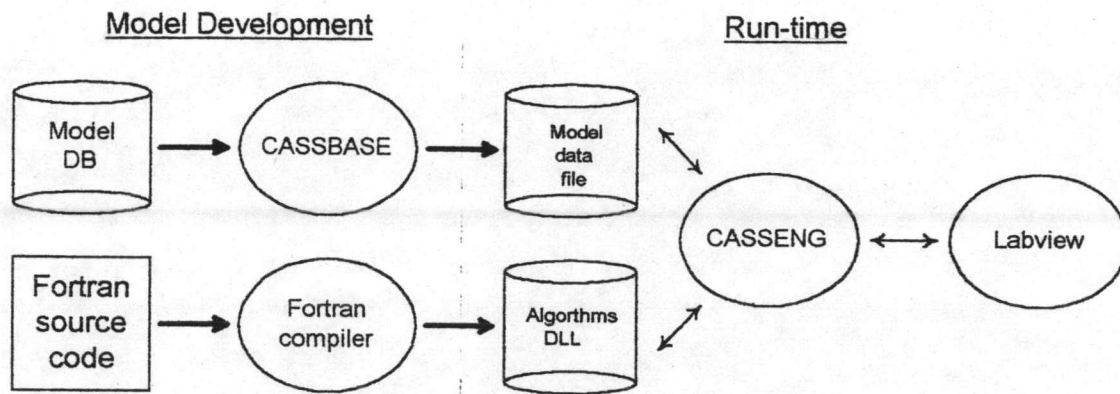 Model Development
Run-time
Model
DB
CASSBASE
Model
data
file
CASSENG
Labview
Fortran
source
code
Fortran
compiler
Algorthms
DLL